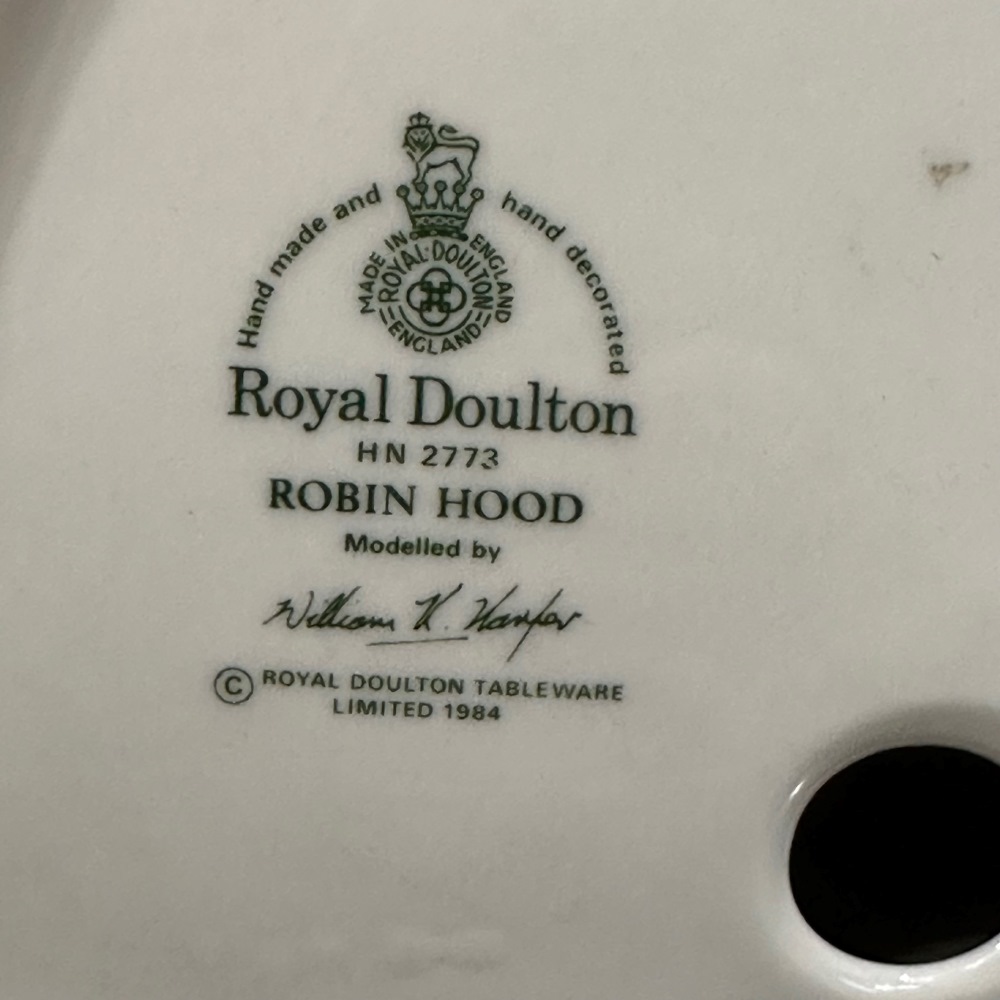 Hand made and hand decorated
MADE IN ENGLAND
ROYAL·DOULTON
ENGLAND
Royal Doulton
HN 2773
ROBIN HOOD
Modelled by
William K. Harper
© ROYAL DOULTON TABLEWARE
LIMITED 1984